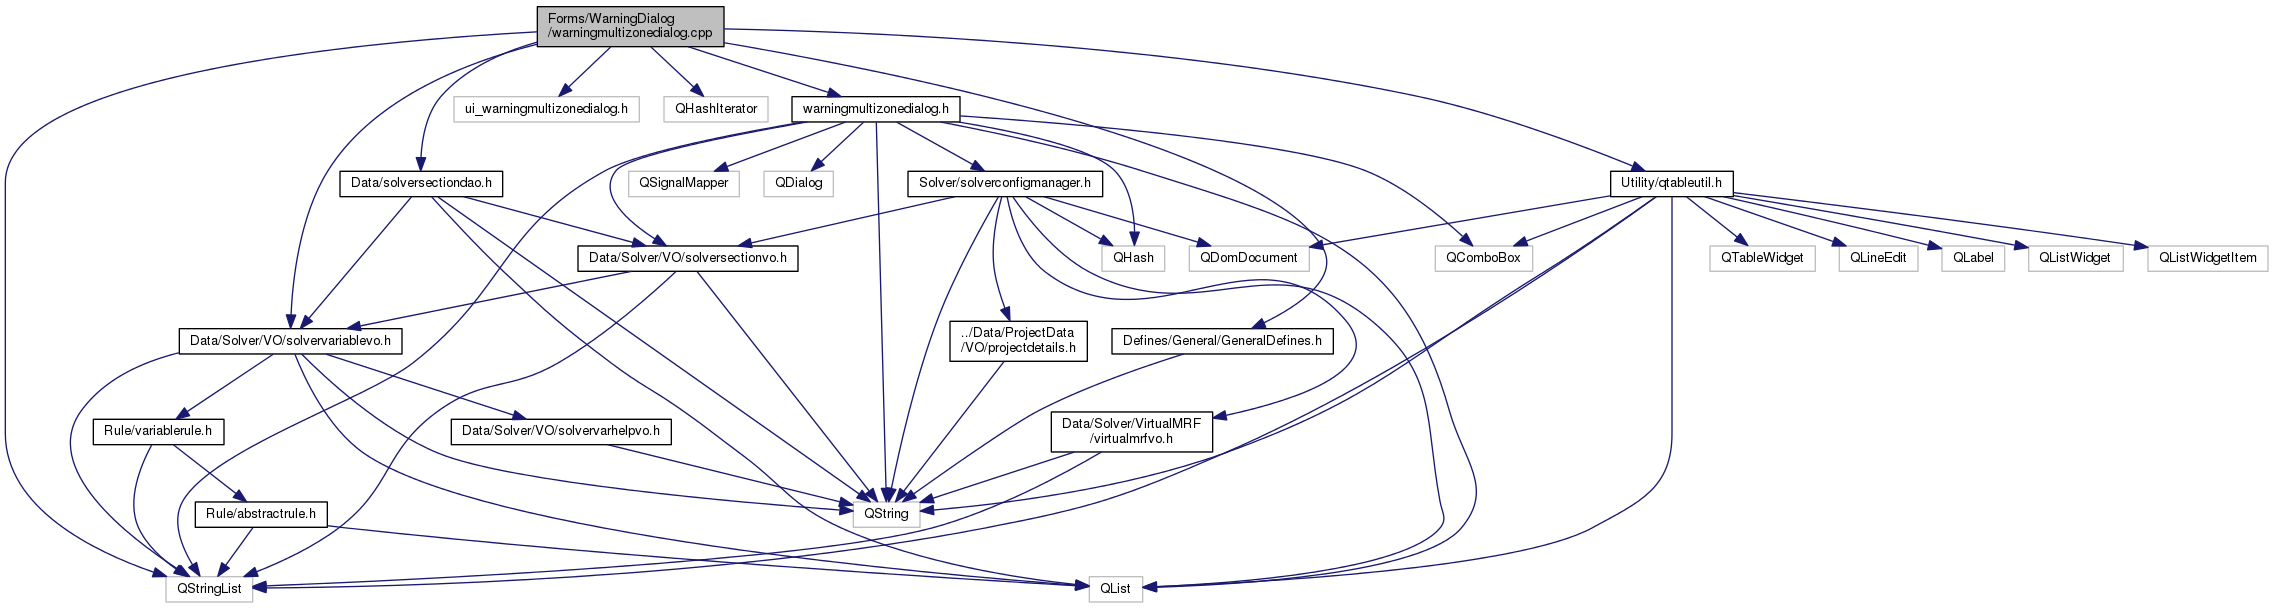 Forms/WarningDialog
/warningmultizonedialog.cpp
ui_warningmultizonedialog.h
QHashIterator
warningmultizonedialog.h
Data/solversectiondao.h
QSignalMapper
QDialog
Solver/solverconfigmanager.h
Utility/qtableutil.h
Data/Solver/VO/solversectionvo.h
QHash
QDomDocument
QComboBox
QTableWidget
QLineEdit
QLabel
QListWidget
QListWidgetItem
Data/Solver/VO/solvervariablevo.h
../Data/ProjectData
/VO/projectdetails.h
Defines/General/GeneralDefines.h
Rule/variablerule.h
Data/Solver/VO/solvervarhelpvo.h
Data/Solver/VirtualMRF
/virtualmrfvo.h
Rule/abstractrule.h
QString
QStringList
QList